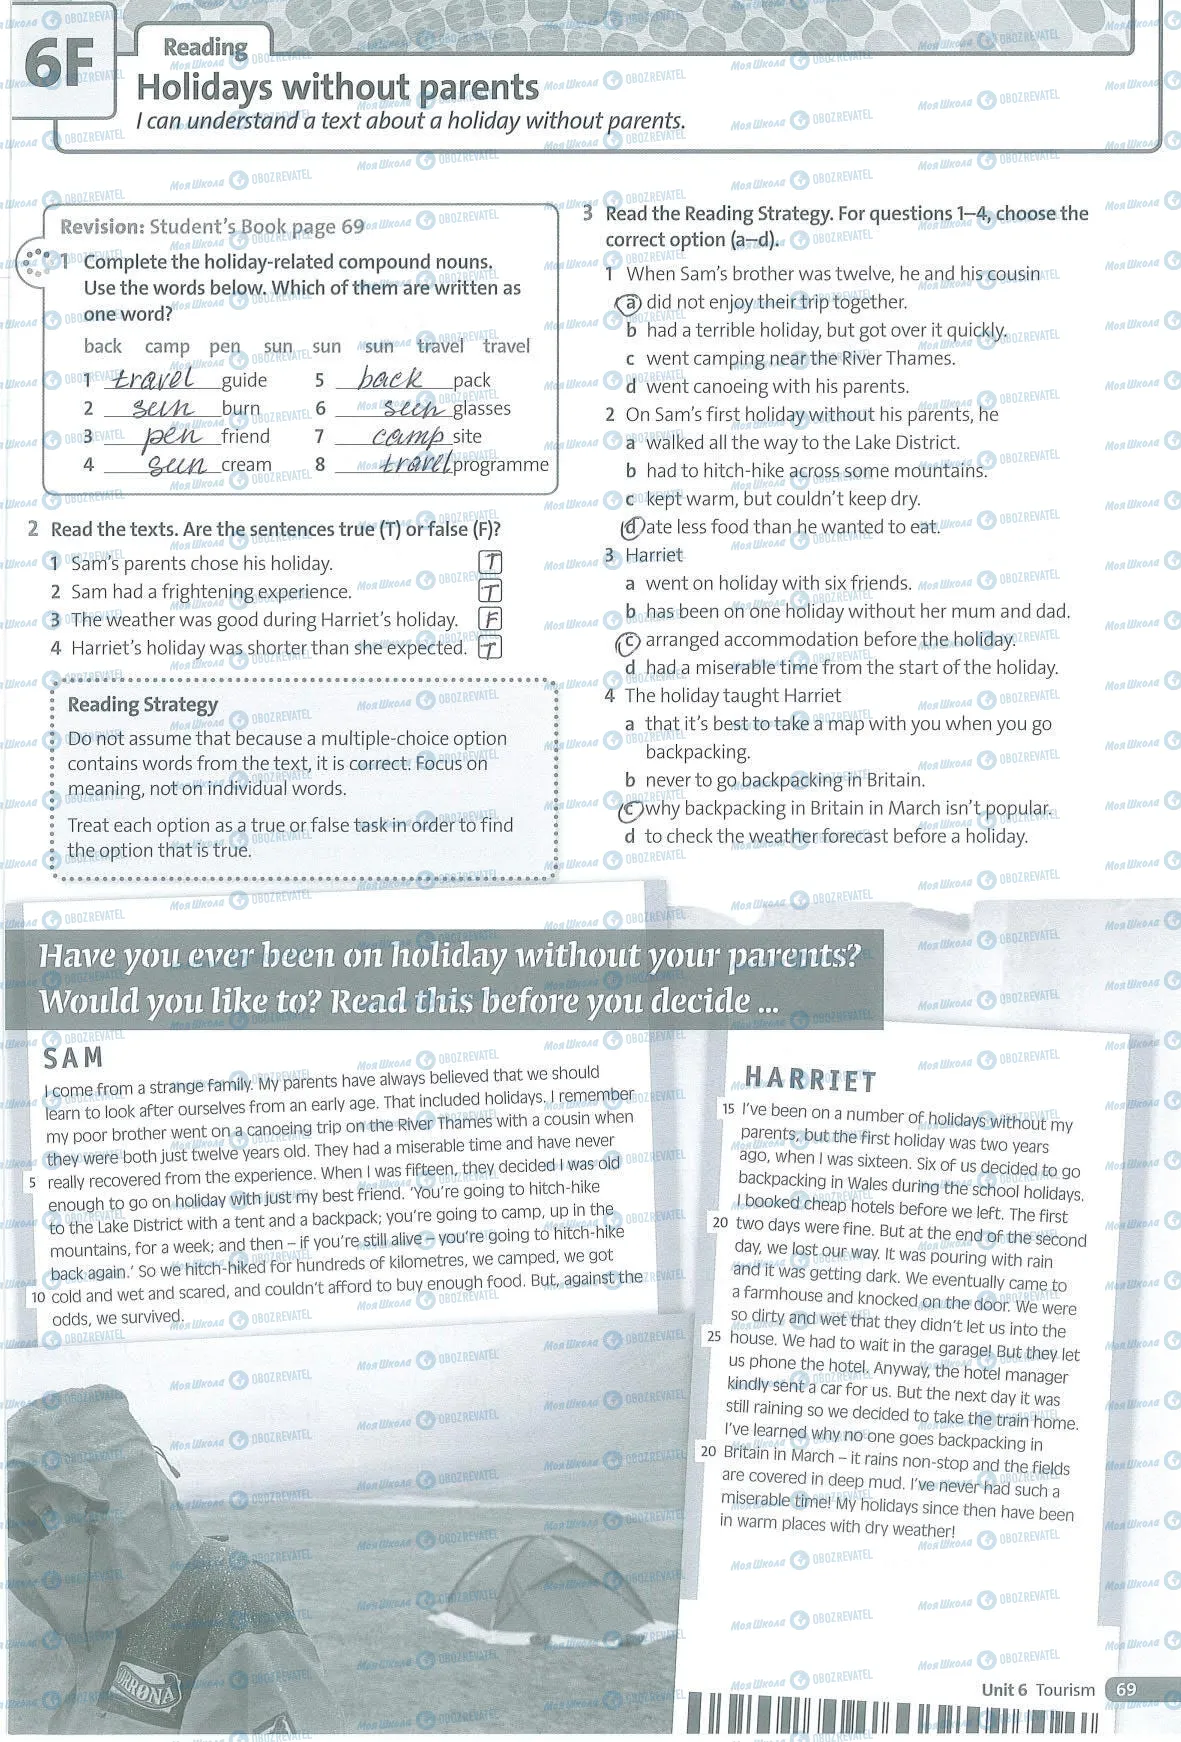 6F
Reading
Holidays without parents
I can understand a text about a holiday without parents.
Revision: Student's Book page 69
1 Complete the holiday-related compound nouns.
Use the words below. Which of them are written as
one word?
back camp pen sun sun sun travel travel
1 travel guide
2 sun burn
3 pen friend
4 sun cream
5 back pack
6 sun glasses
7 camp site
8 travel programme
2 Read the texts. Are the sentences true (T) or false (F)?
1 Sam's parents chose his holiday. T
2 Sam had a frightening experience. T
3 The weather was good during Harriet's holiday. F
4 Harriet's holiday was shorter than she expected. T
Reading Strategy
Do not assume that because a multiple-choice option
contains words from the text, it is correct. Focus on
meaning, not on individual words.
Treat each option as a true or false task in order to find
the option that is true.
3 Read the Reading Strategy. For questions 1–4, choose the
correct option (a–d).
1 When Sam's brother was twelve, he and his cousin
a did not enjoy their trip together.
b had a terrible holiday, but got over it quickly.
c went camping near the River Thames.
d went canoeing with his parents.
2 On Sam's first holiday without his parents, he
a walked all the way to the Lake District.
b had to hitch-hike across some mountains.
c kept warm, but couldn't keep dry.
d ate less food than he wanted to eat.
3 Harriet
a went on holiday with six friends.
b has been on one holiday without her mum and dad.
c arranged accommodation before the holiday.
d had a miserable time from the start of the holiday.
4 The holiday taught Harriet
a that it's best to take a map with you when you go
backpacking.
b never to go backpacking in Britain.
c why backpacking in Britain in March isn't popular.
d to check the weather forecast before a holiday.
Have you ever been on holiday without your parents?
Would you like to? Read this before you decide ...
SAM
I come from a strange family. My parents have always believed that we should
learn to look after ourselves from an early age. That included holidays. I remember
my poor brother went on a canoeing trip on the River Thames with a cousin when
they were both just twelve years old. They had a miserable time and have never
5 really recovered from the experience. When I was fifteen, they decided I was old
enough to go on holiday with just my best friend. 'You're going to hitch-hike
to the Lake District with a tent and a backpack; you're going to camp, up in the
mountains, for a week; and then – if you're still alive – you're going to hitch-hike
back again.' So we hitch-hiked for hundreds of kilometres, we camped, we got
10 cold and wet and scared, and couldn't afford to buy enough food. But, against the
odds, we survived.
HARRIET
15 I've been on a number of holidays without my
parents, but the first holiday was two years
ago, when I was sixteen. Six of us decided to go
backpacking in Wales during the school holidays.
I booked cheap hotels before we left. The first
20 two days were fine. But at the end of the second
day, we lost our way. It was pouring with rain
and it was getting dark. We eventually came to
a farmhouse and knocked on the door. We were
so dirty and wet that they didn't let us into the
25 house. We had to wait in the garage! But they let
us phone the hotel. Anyway, the hotel manager
kindly sent a car for us. But the next day it was
still raining so we decided to take the train home.
I've learned why no one goes backpacking in
20 Britain in March – it rains non-stop and the fields
are covered in deep mud. I've never had such a
miserable time! My holidays since then have been
in warm places with dry weather!
Unit 6 Tourism 69
Моя Школа OBOZREVATEL